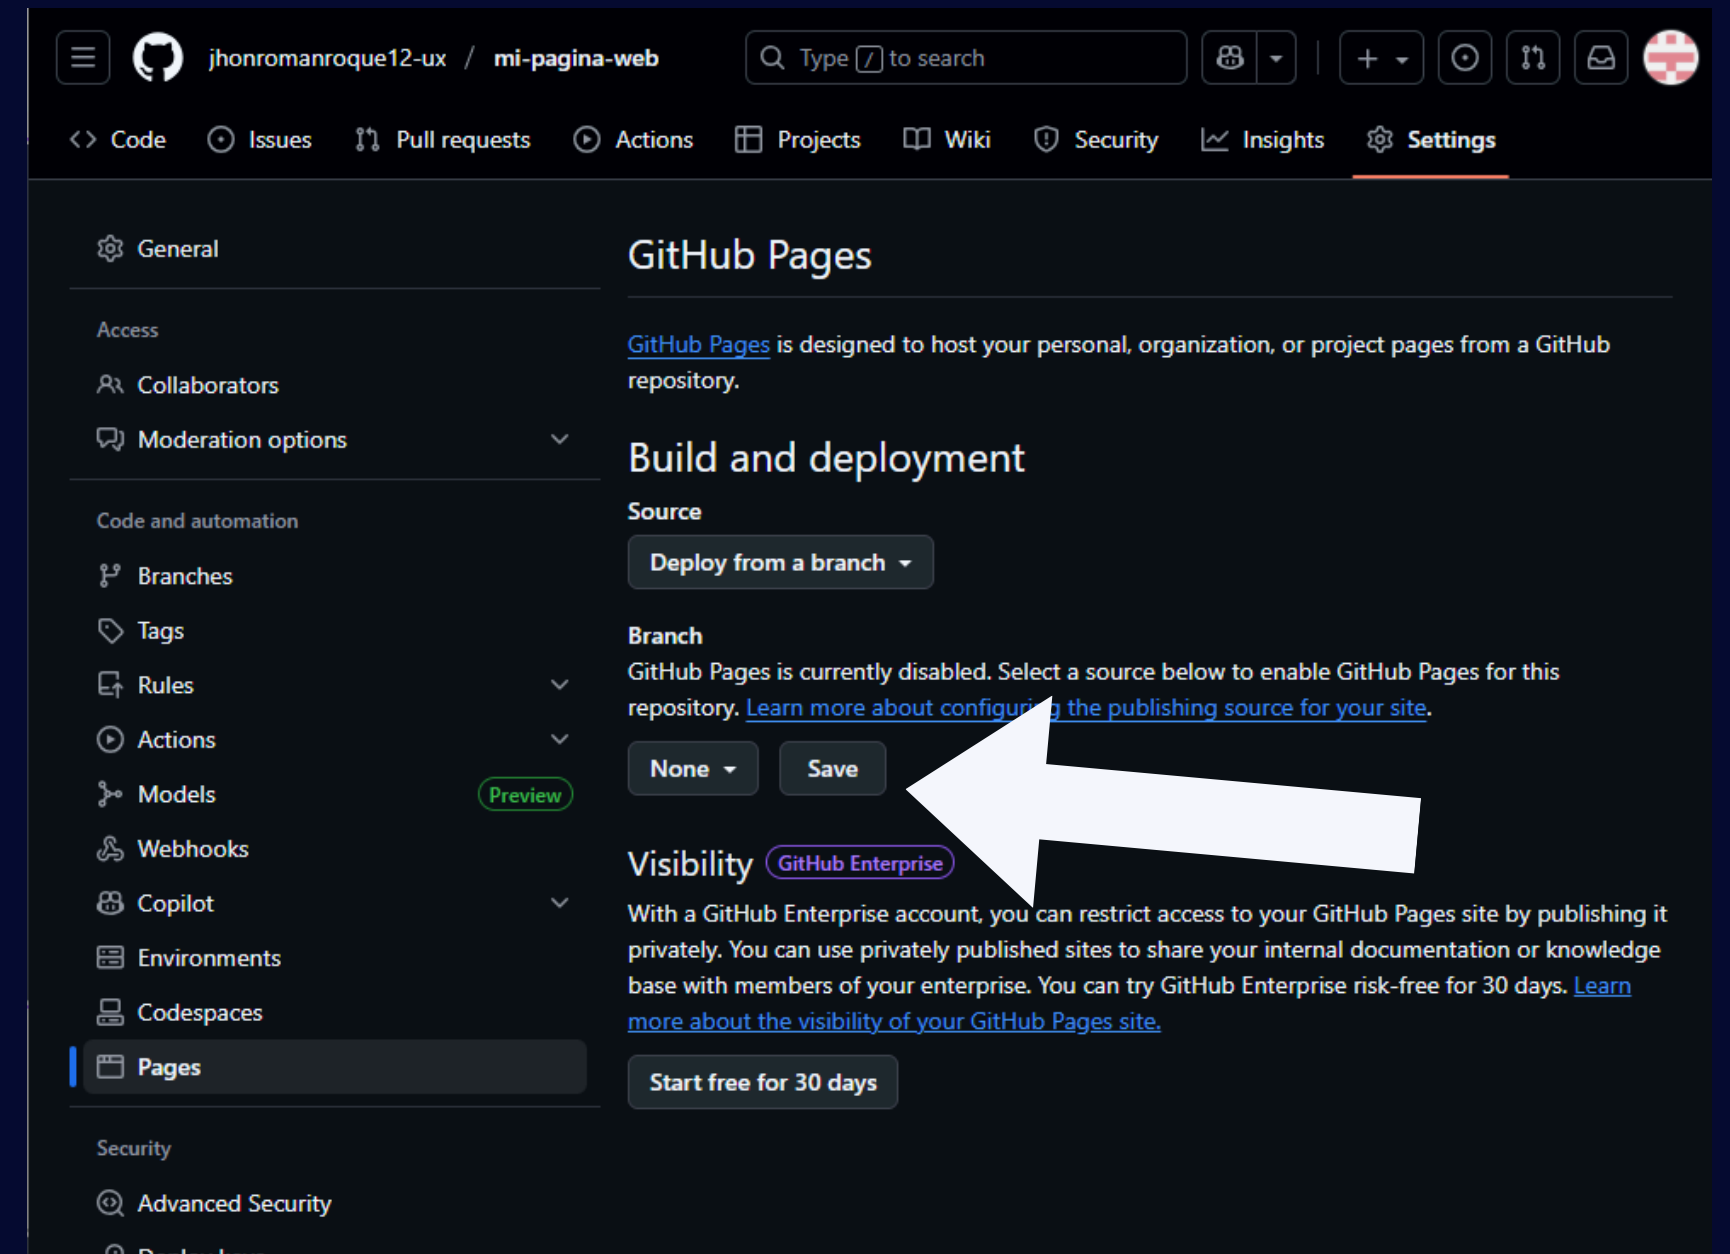 jhonromanroque12-ux / mi-pagina-web
Type / to search
Code Issues Pull requests Actions Projects Wiki Security Insights Settings
General
Access
Collaborators
Moderation options
Code and automation
Branches
Tags
Rules
Actions
Models Preview
Webhooks
Copilot
Environments
Codespaces
Pages
Security
Advanced Security
GitHub Pages
GitHub Pages is designed to host your personal, organization, or project pages from a GitHub
repository.
Build and deployment
Source
Deploy from a branch
Branch
GitHub Pages is currently disabled. Select a source below to enable GitHub Pages for this
repository. Learn more about configuring the publishing source for your site.
None Save
Visibility GitHub Enterprise
With a GitHub Enterprise account, you can restrict access to your GitHub Pages site by publishing it
privately. You can use privately published sites to share your internal documentation or knowledge
base with members of your enterprise. You can try GitHub Enterprise risk-free for 30 days. Learn
more about the visibility of your GitHub Pages site.
Start free for 30 days